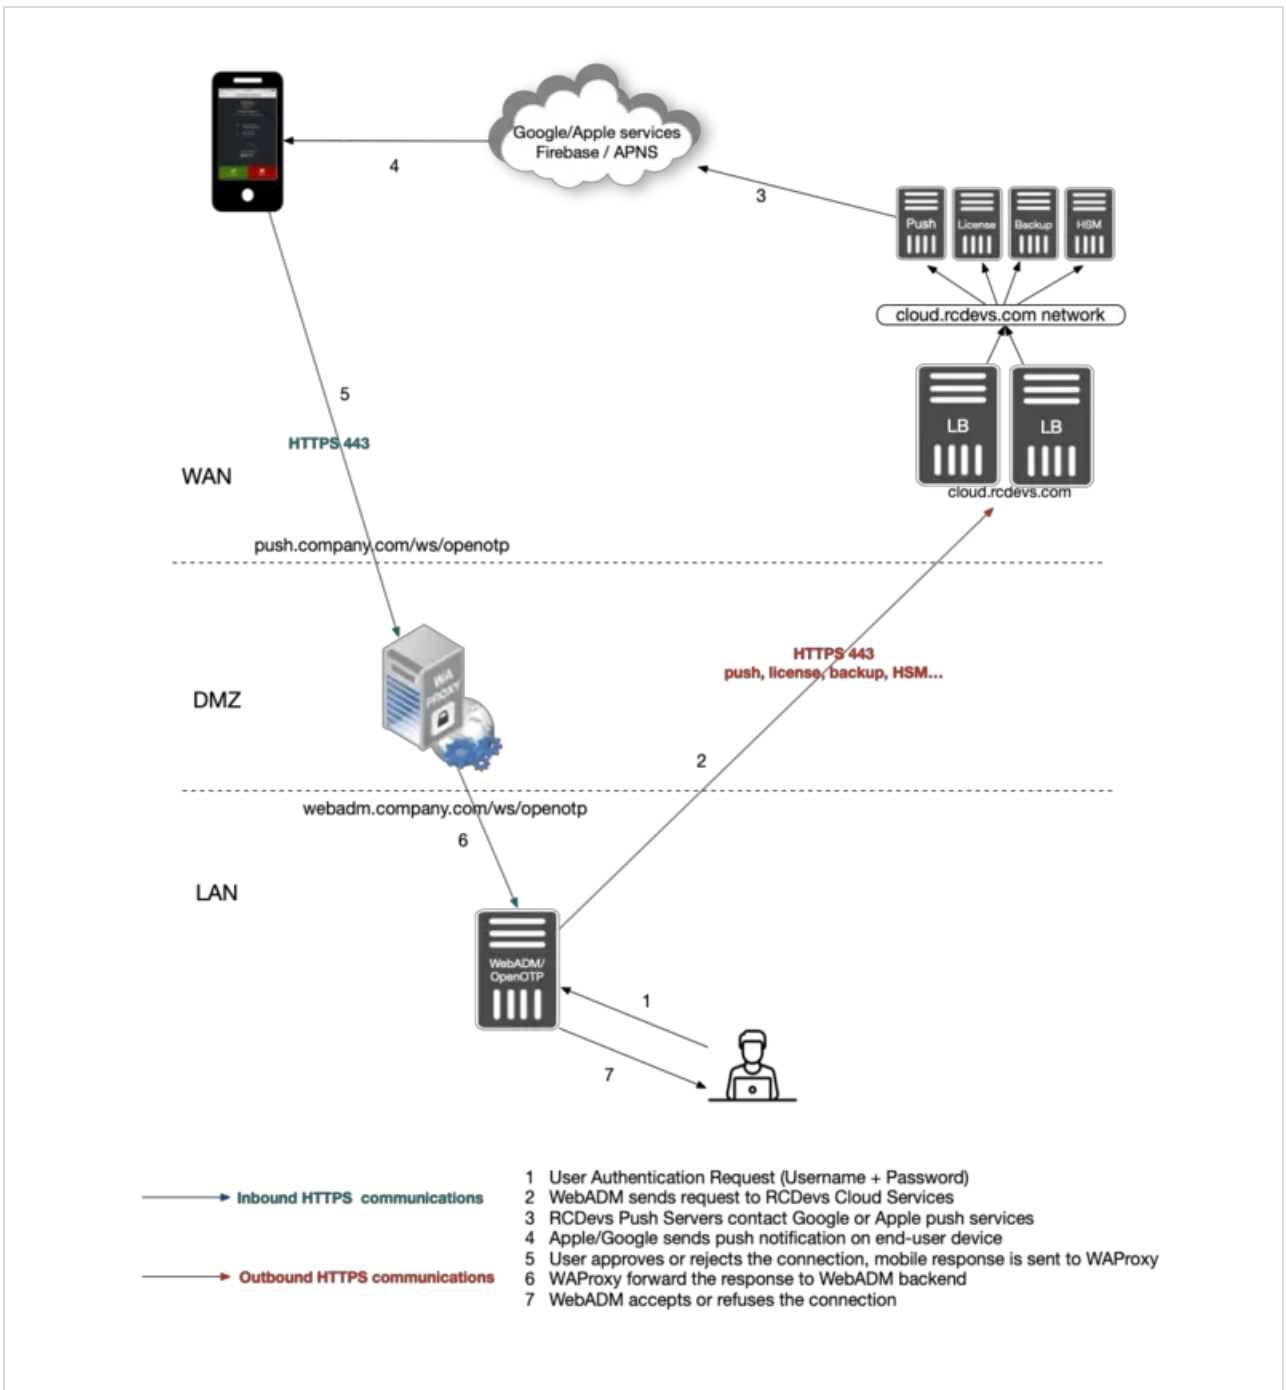 Google/Apple services
Firebase / APNS
4
3
Push
License
Backup
HSM
cloud.rcdevs.com network
LB
LB
cloud.rcdevs.com
5
HTTPS 443
WAN
push.company.com/ws/openotp
HTTPS 443
push, license, backup, HSM...
WA
PROXY
DMZ
2
webadm.company.com/ws/openotp
6
LAN
WebADM/
OpenOTP
1
7
Inbound HTTPS communications
Outbound HTTPS communications
1 User Authentication Request (Username + Password)
2 WebADM sends request to RCDevs Cloud Services
3 RCDevs Push Servers contact Google or Apple push services
4 Apple/Google sends push notification on end-user device
5 User approves or rejects the connection, mobile response is sent to WAProxy
6 WAProxy forward the response to WebADM backend
7 WebADM accepts or refuses the connection